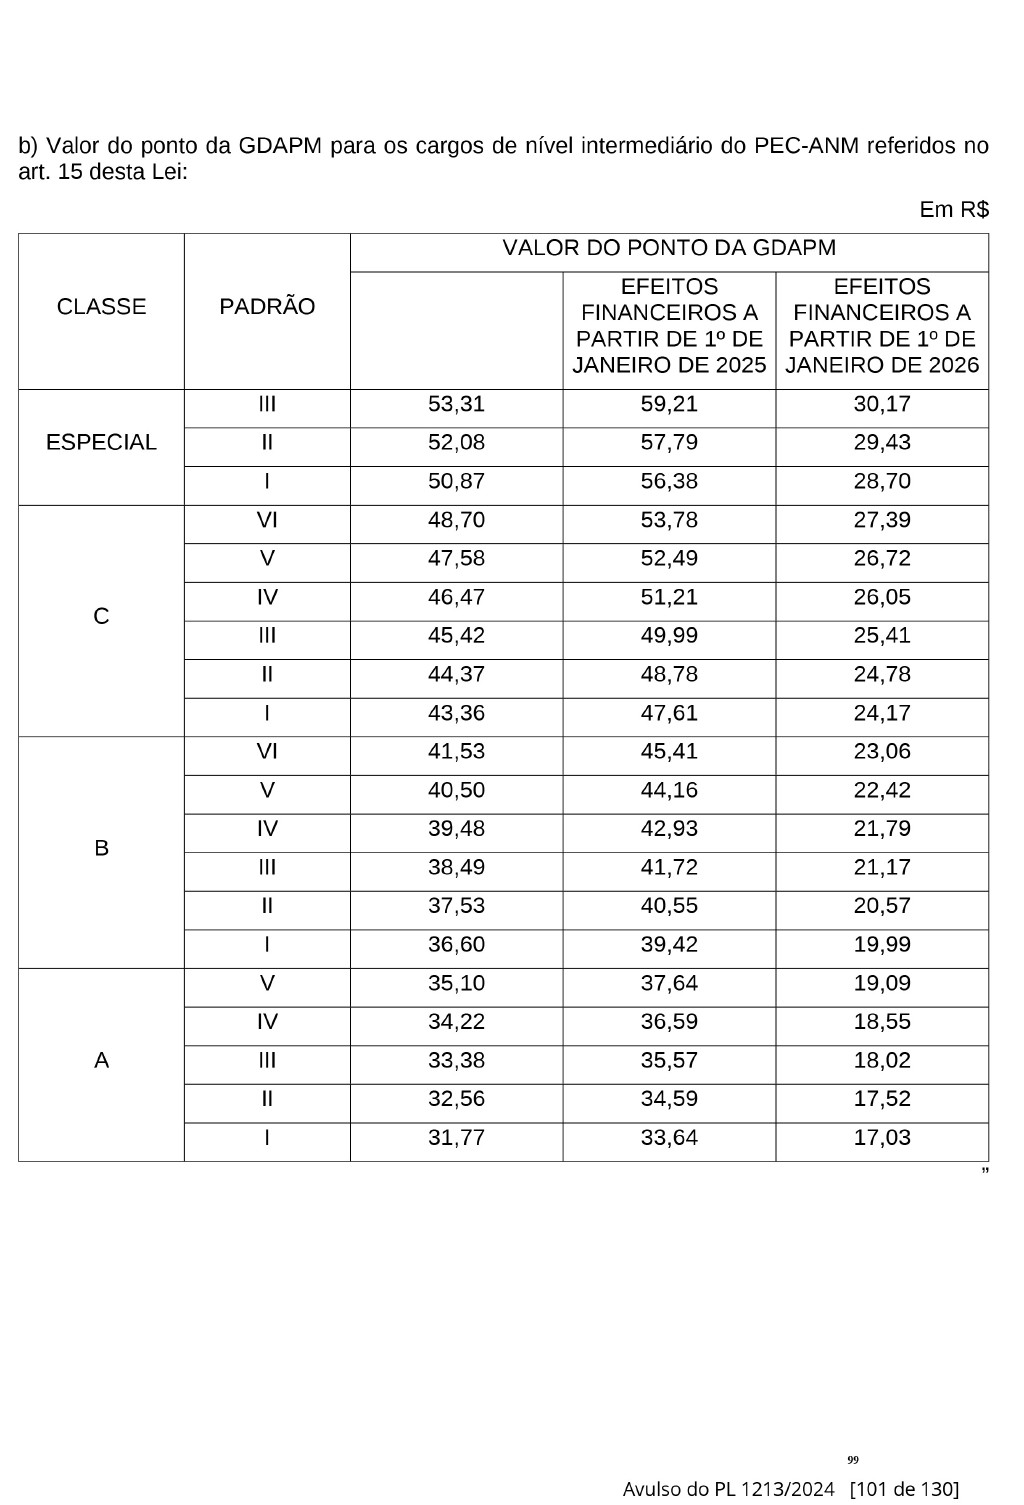 b) Valor do ponto da GDAPM para os cargos de nível intermediário do PEC-ANM referidos no
art. 15 desta Lei:
Em R$
CLASSE PADRÃO VALOR DO PONTO DA GDAPM
EFEITOS FINANCEIROS A PARTIR DE 1º DE JANEIRO DE 2025 EFEITOS FINANCEIROS A PARTIR DE 1º DE JANEIRO DE 2026
ESPECIAL III 53,31 59,21 30,17
II 52,08 57,79 29,43
I 50,87 56,38 28,70
C VI 48,70 53,78 27,39
V 47,58 52,49 26,72
IV 46,47 51,21 26,05
III 45,42 49,99 25,41
II 44,37 48,78 24,78
I 43,36 47,61 24,17
B VI 41,53 45,41 23,06
V 40,50 44,16 22,42
IV 39,48 42,93 21,79
III 38,49 41,72 21,17
II 37,53 40,55 20,57
I 36,60 39,42 19,99
A V 35,10 37,64 19,09
IV 34,22 36,59 18,55
III 33,38 35,57 18,02
II 32,56 34,59 17,52
I 31,77 33,64 17,03
”
99
Avulso do PL 1213/2024 [101 de 130]